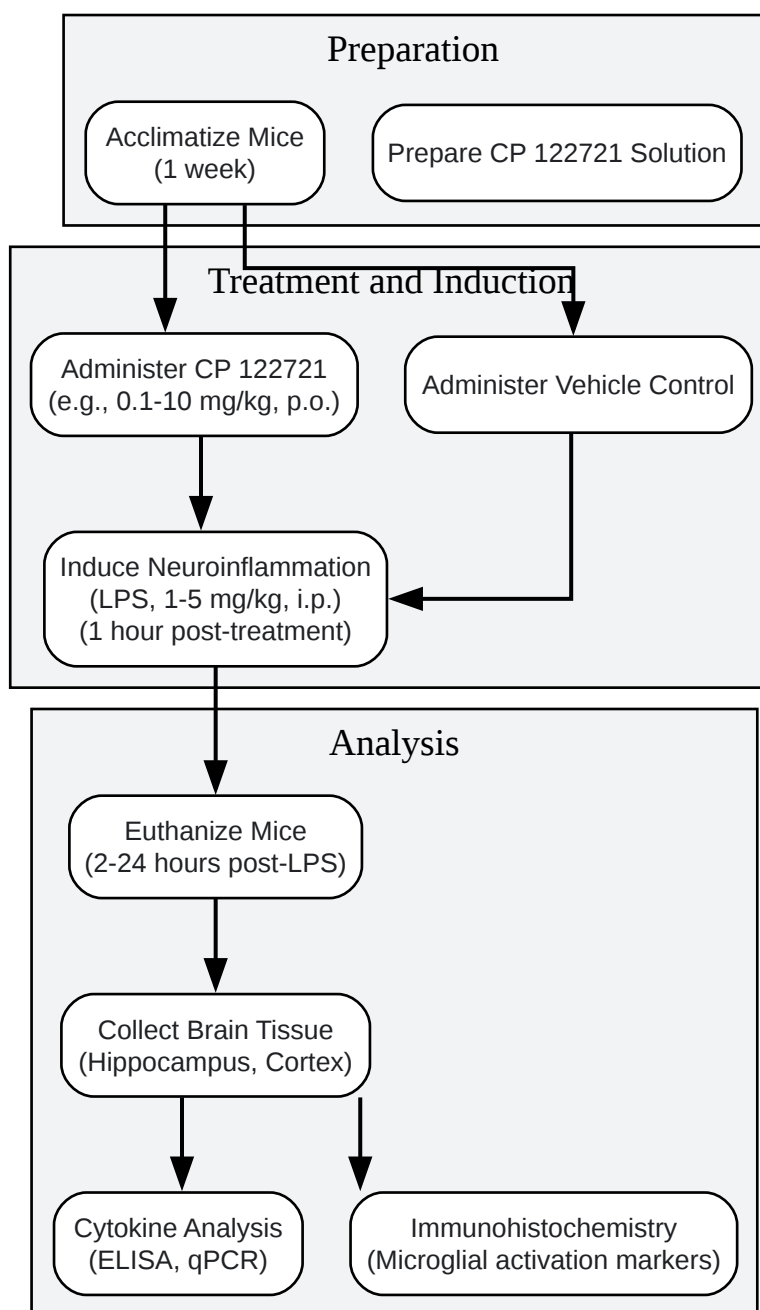 Preparation
Acclimatize Mice
(1 week)
Prepare CP 122721 Solution
Treatment and Induction
Administer CP 122721
(e.g., 0.1-10 mg/kg, p.o.)
Administer Vehicle Control
Induce Neuroinflammation
(LPS, 1-5 mg/kg, i.p.)
(1 hour post-treatment)
Analysis
Euthanize Mice
(2-24 hours post-LPS)
Collect Brain Tissue
(Hippocampus, Cortex)
Cytokine Analysis
(ELISA, qPCR)
Immunohistochemistry
(Microglial activation markers)